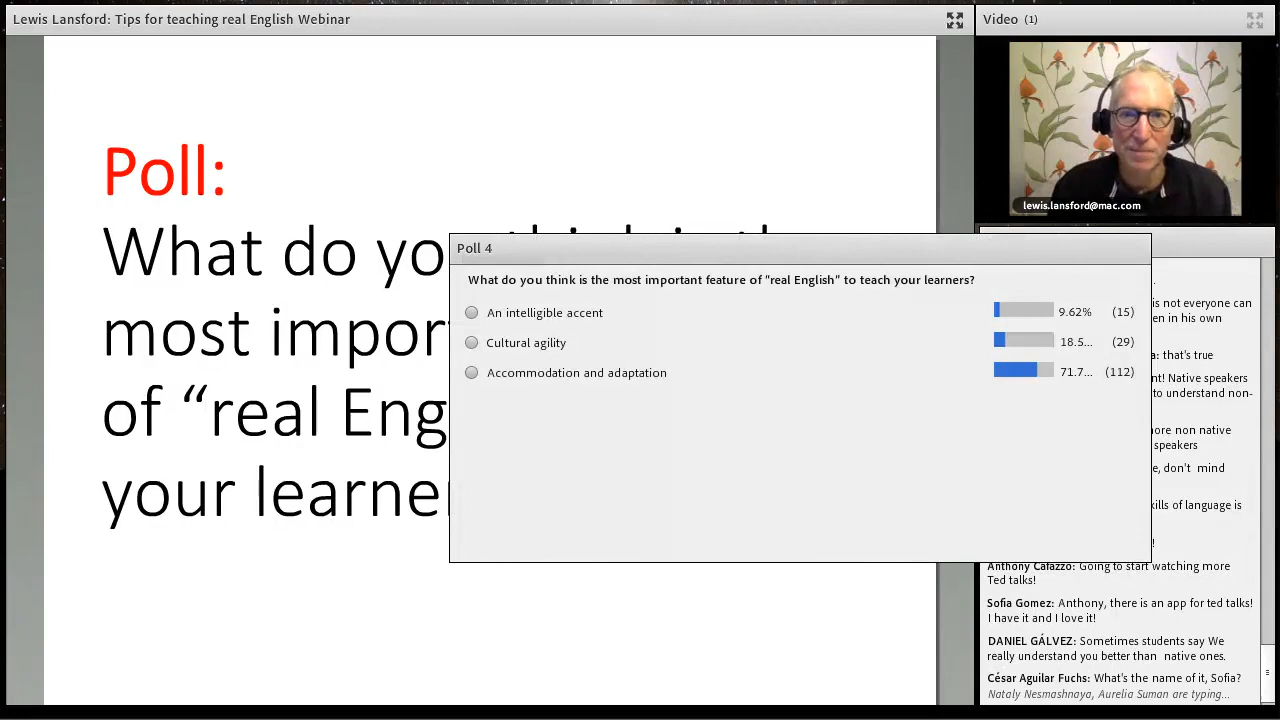 Lewis Lansford: Tips for teaching real English Webinar
Video (1)
lewis.lansford@mac.com
Poll:
What do yo
most impor
of “real Eng
your learner
Poll 4
What do you think is the most important feature of “real English” to teach your learners?
An intelligible accent 9.62% (15)
Cultural agility 18.5... (29)
Accommodation and adaptation 71.7... (112)
is not everyone can
en in his own
a: that's true
nt! Native speakers
to understand non-
more non native
speakers
e, don't mind
kills of language is
!
Anthony Cafazzo: Going to start watching more
Ted talks!
Sofia Gomez: Anthony, there is an app for ted talks!
I have it and I love it!
DANIEL GÁLVEZ: Sometimes students say We
really understand you better than native ones.
César Aguilar Fuchs: What's the name of it, Sofia?
Nataly Nesmashnaya, Aurelia Suman are typing...